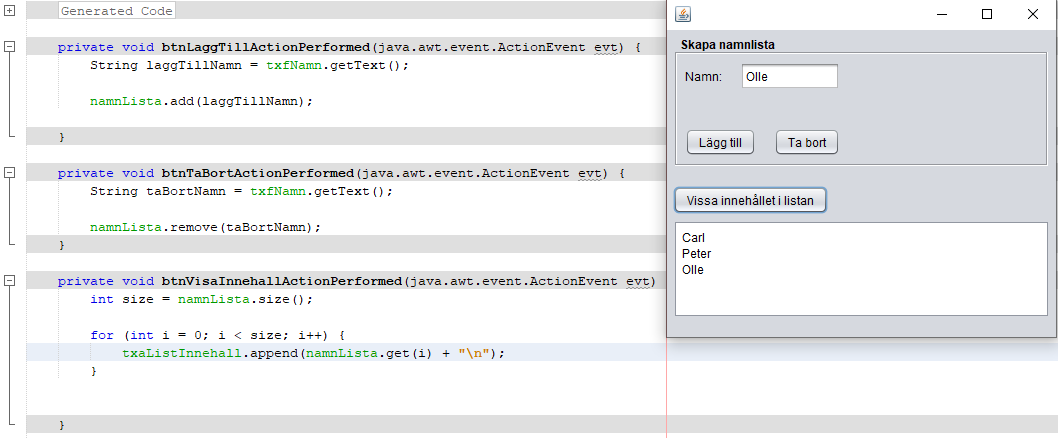 Generated Code
private void btnLaggTillActionPerformed(java.awt.event.ActionEvent evt) {
String laggTillNamn = txfNamn.getText();
namnLista.add(laggTillNamn);
}
private void btnTaBortActionPerformed(java.awt.event.ActionEvent evt) {
String taBortNamn = txfNamn.getText();
namnLista.remove(taBortNamn);
}
private void btnVisaInnehallActionPerformed(java.awt.event.ActionEvent evt)
int size = namnLista.size();
for (int i = 0; i < size; i++) {
txaListInnehall.append(namnLista.get(i) + "\n");
}
}
Skapa namnlista
Namn: Olle
Lägg till Ta bort
Vissa innehållet i listan
Carl
Peter
Olle